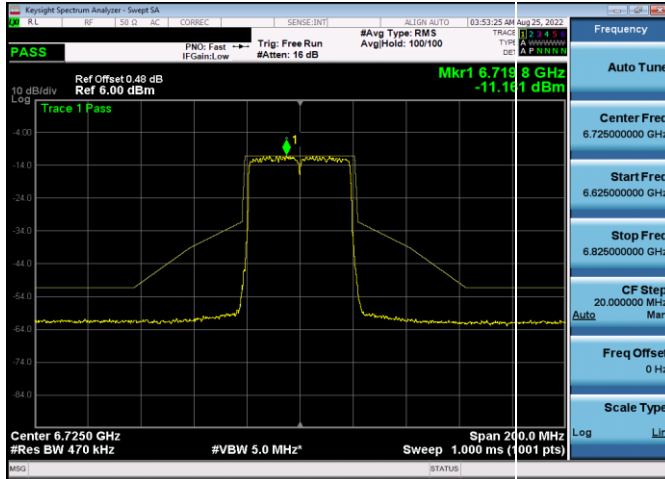 Keysight Spectrum Analyzer - Swept SA
RL RF 50 Ω AC CORREC SENSE:INT ALIGN AUTO 03:53:25 AM Aug 25, 2022
PASS
PNO: Fast
IFGain:Low
Trig: Free Run
#Atten: 16 dB
#Avg Type: RMS
Avg|Hold: 100/100
TRACE 1 2 3 4 5 6
TYPE A WWWWW
DET A P N N N N
Ref Offset 0.48 dB
10 dB/div Ref 6.00 dBm
Log
Mkr1 6.719 8 GHz
-11.161 dBm
Trace 1 Pass
1
-4.00
-14.0
-24.0
-34.0
-44.0
-54.0
-64.0
-74.0
-84.0
Center 6.7250 GHz Span 200.0 MHz
#Res BW 470 kHz #VBW 5.0 MHz* Sweep 1.000 ms (1001 pts)
MSG STATUS
Frequency
Auto Tune
Center Freq
6.725000000 GHz
Start Freq
6.625000000 GHz
Stop Freq
6.825000000 GHz
CF Step
20.000000 MHz
Auto Man
Freq Offset
0 Hz
Scale Type
Log Lin